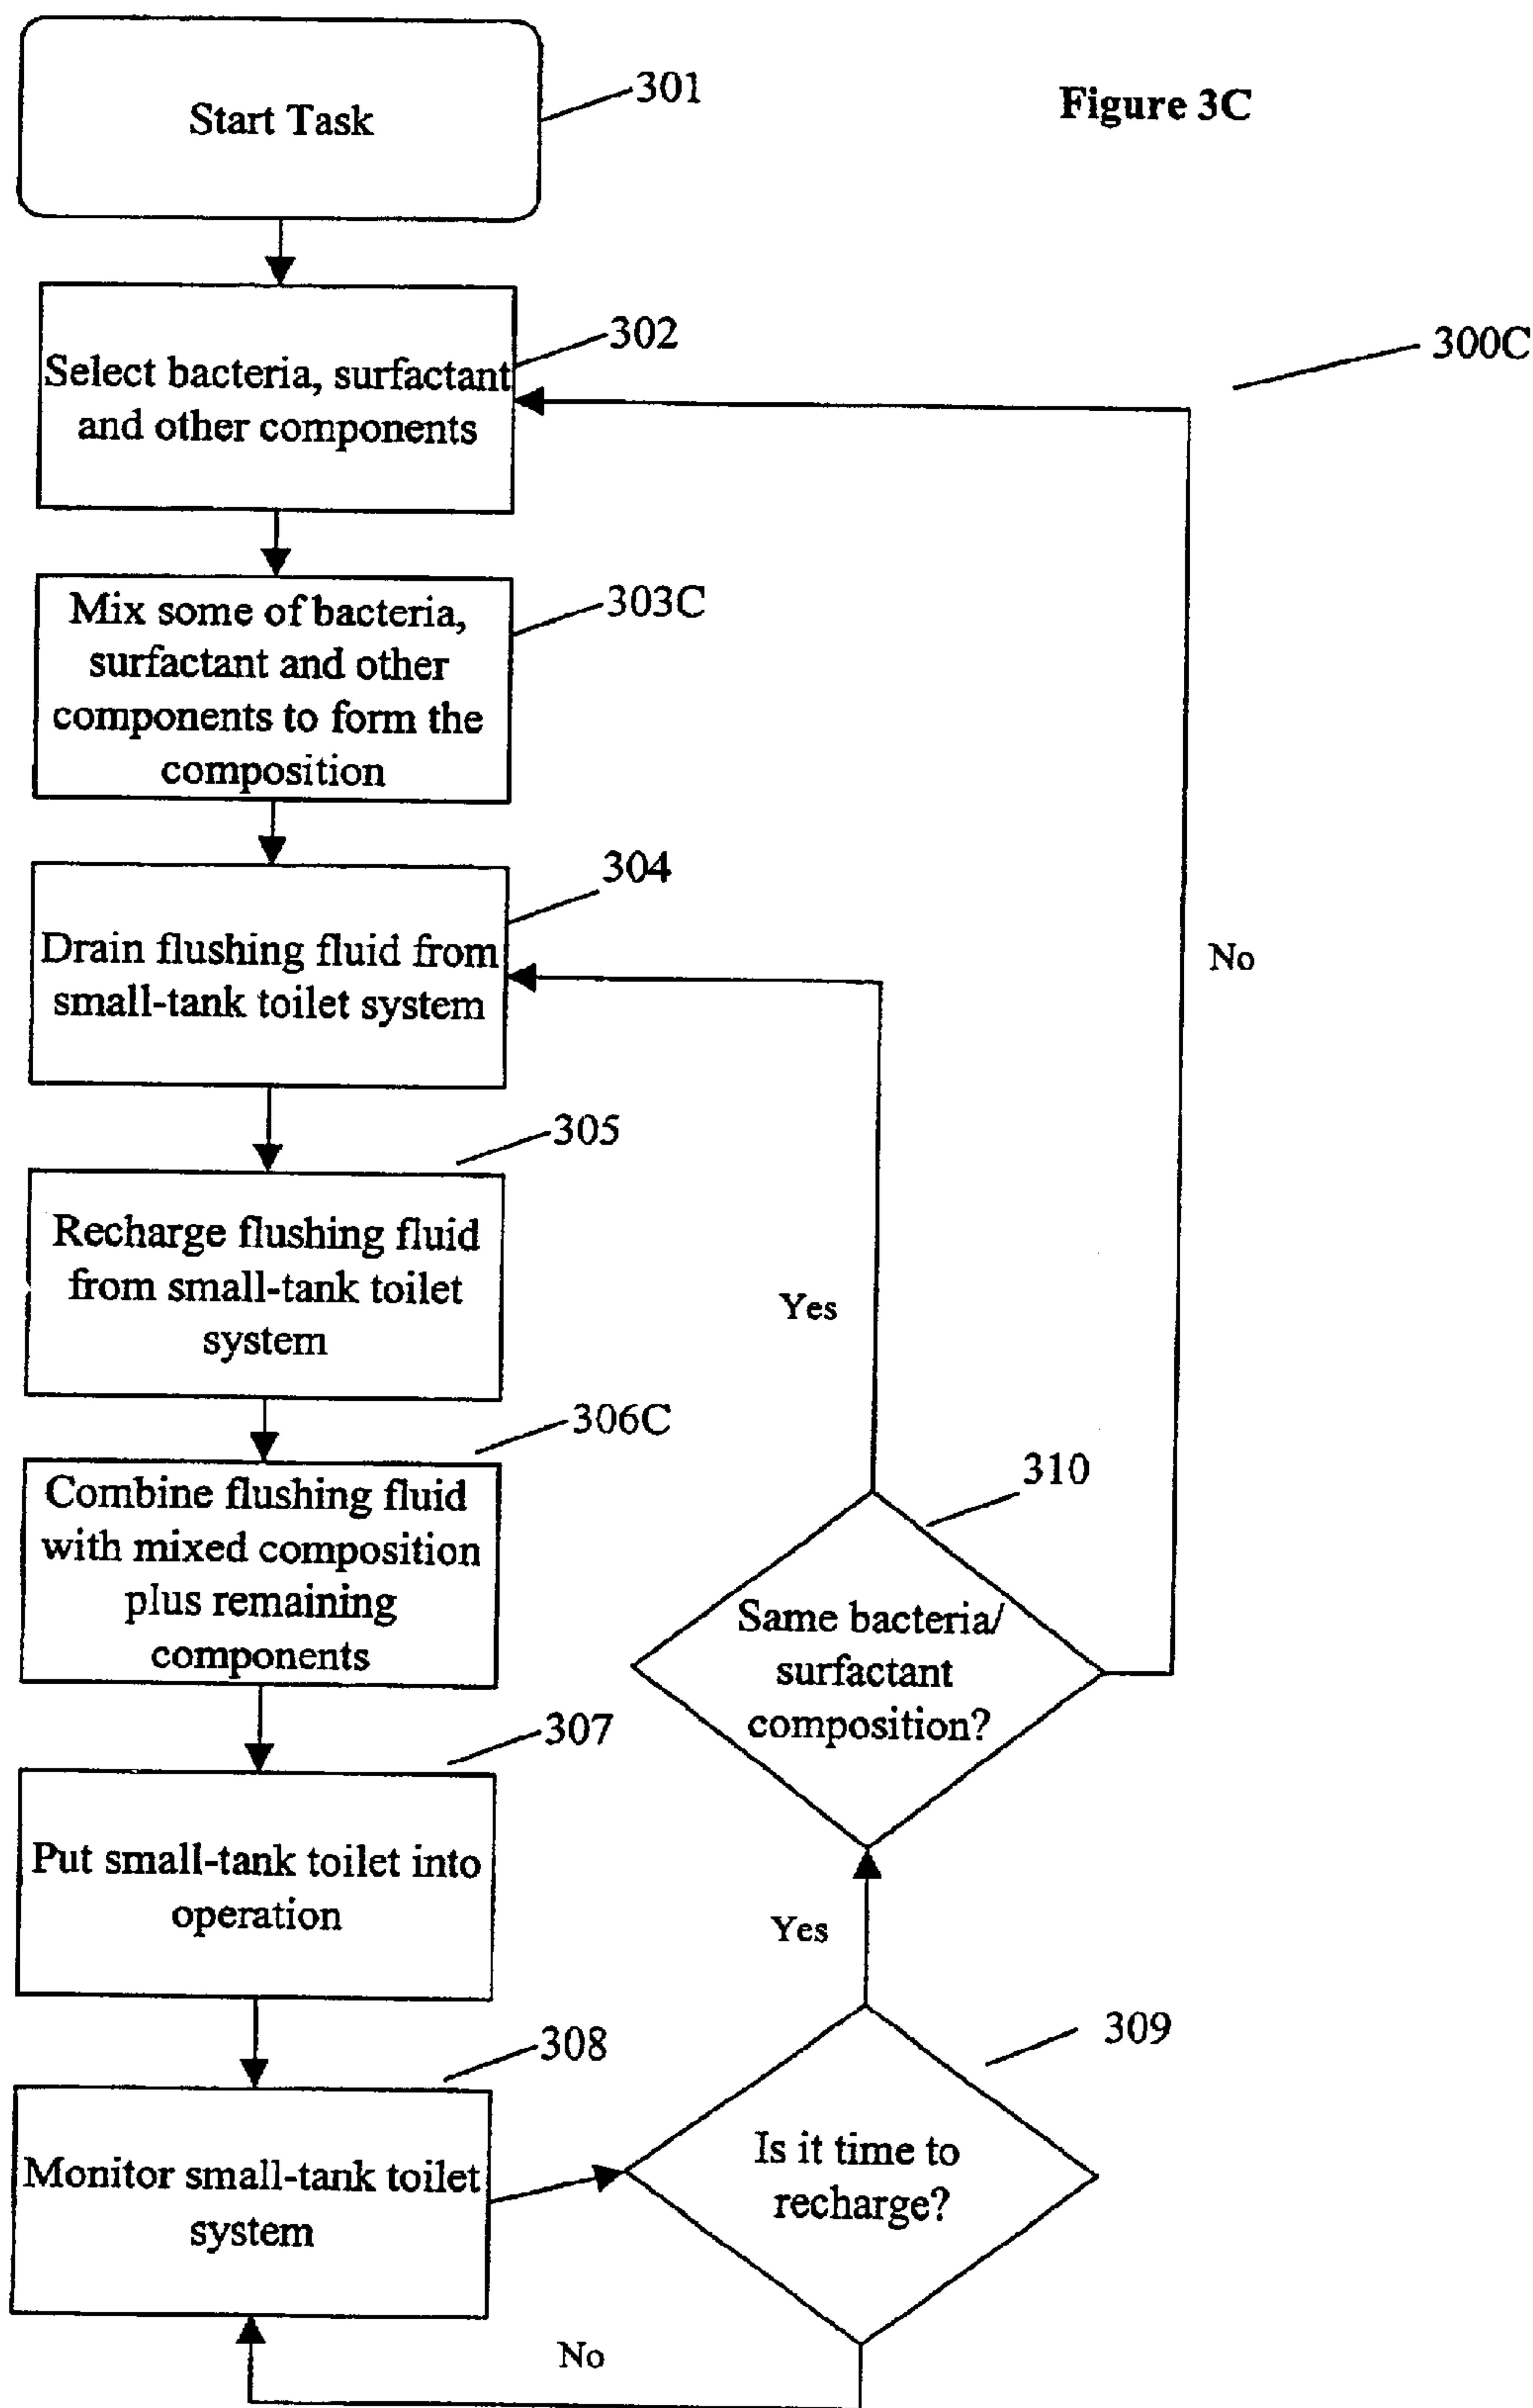 Start Task
301
Figure 3C
302
300C
Select bacteria, surfactant
and other components
303C
Mix some of bacteria,
surfactant and other
components to form the
composition
304
Drain flushing fluid from
small-tank toilet system
No
305
Recharge flushing fluid
from small-tank toilet
system
Yes
306C
Combine flushing fluid
with mixed composition
plus remaining
components
310
Same bacteria/
surfactant
composition?
307
Put small-tank toilet into
operation
Yes
308
309
Monitor small-tank toilet
system
Is it time to
recharge?
No